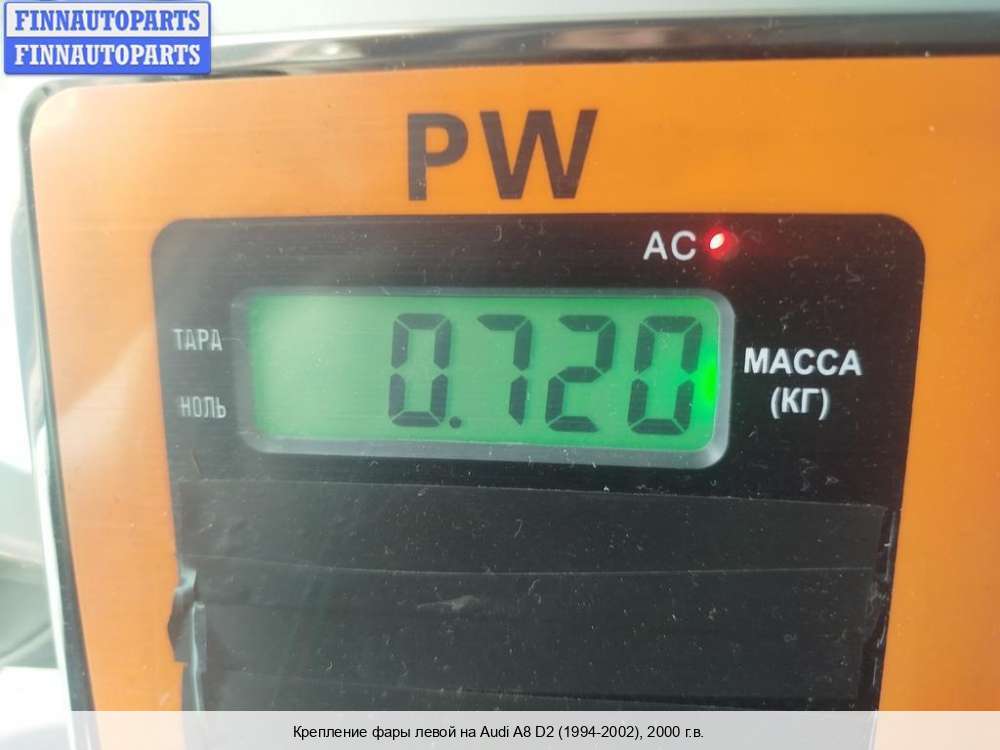 FINNAUTOPARTS
FINNAUTOPARTS
PW
AC
ТАРА
0.720
МАССА
(КГ)
НОЛЬ
Крепление фары левой на Audi A8 D2 (1994-2002), 2000 г.в.